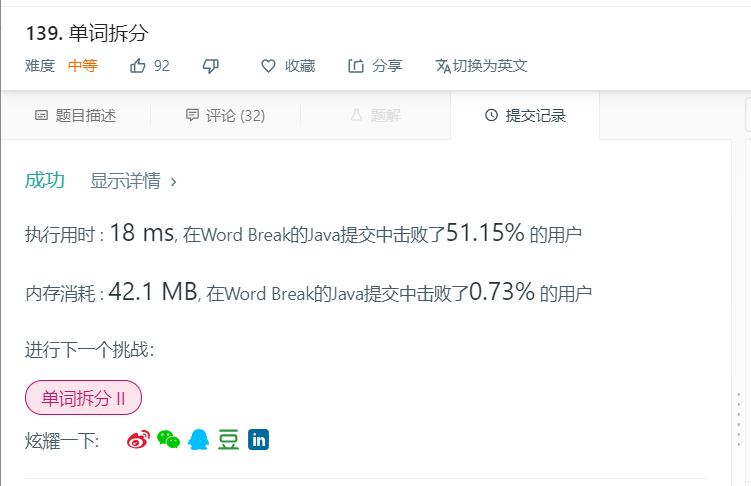 139. 单词拆分
难度 中等 92 收藏 分享 切换为英文
题目描述 评论 (32) 题解 提交记录
成功 显示详情 ›
执行用时 : 18 ms, 在Word Break的Java提交中击败了51.15% 的用户
内存消耗 : 42.1 MB, 在Word Break的Java提交中击败了0.73% 的用户
进行下一个挑战:
单词拆分 II
炫耀一下: 豆 in